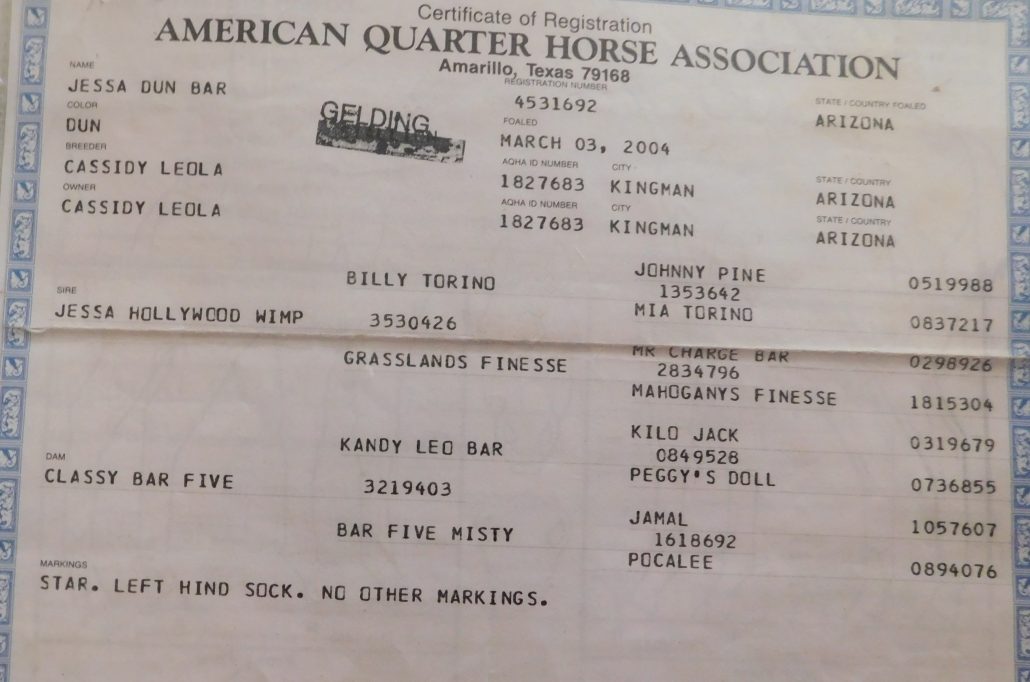 Certificate of Registration
AMERICAN QUARTER HORSE ASSOCIATION
Amarillo, Texas 79168
NAME
JESSA DUN BAR
REGISTRATION NUMBER
4531692
STATE / COUNTRY FOALED
ARIZONA
COLOR
DUN
GELDING
FOALED
MARCH 03, 2004
BREEDER
CASSIDY LEOLA
AQHA ID NUMBER
1827683
CITY
KINGMAN
STATE / COUNTRY
ARIZONA
OWNER
CASSIDY LEOLA
AQHA ID NUMBER
1827683
CITY
KINGMAN
STATE / COUNTRY
ARIZONA
BILLY TORINO
JOHNNY PINE 0519988
1353642
SIRE
JESSA HOLLYWOOD WIMP 3530426
MIA TORINO 0837217
GRASSLANDS FINESSE
MR CHARGE BAR 0298926
2834796
MAHOGANYS FINESSE 1815304
KANDY LEO BAR
KILO JACK 0319679
0849528
DAM
CLASSY BAR FIVE 3219403
PEGGY'S DOLL 0736855
BAR FIVE MISTY
JAMAL 1057607
1618692
POCALEE 0894076
MARKINGS
STAR. LEFT HIND SOCK. NO OTHER MARKINGS.